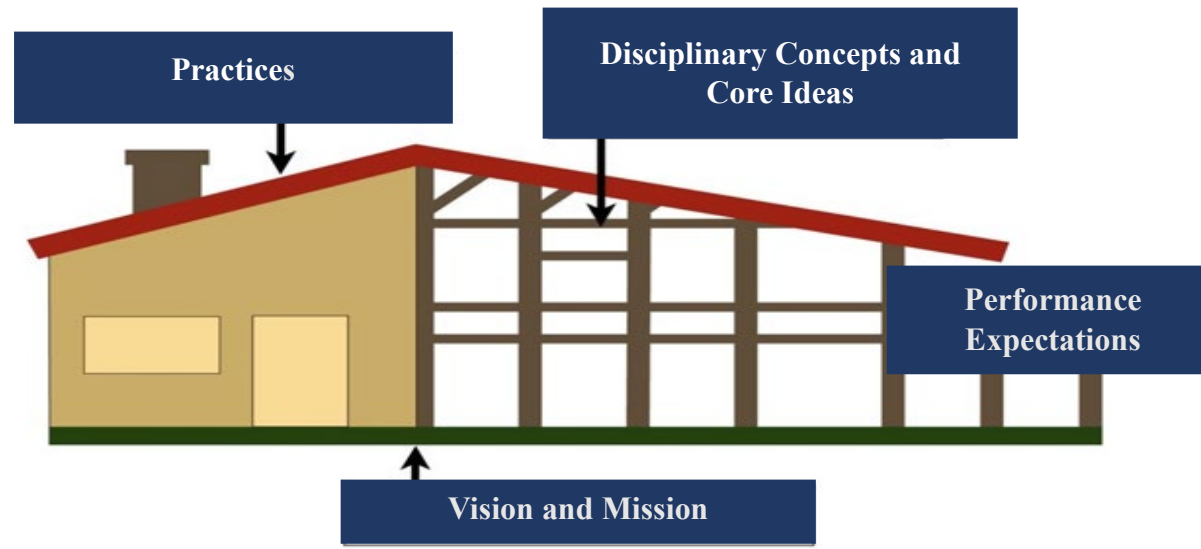 Practices
Disciplinary Concepts and
Core Ideas
Performance
Expectations
Vision and Mission